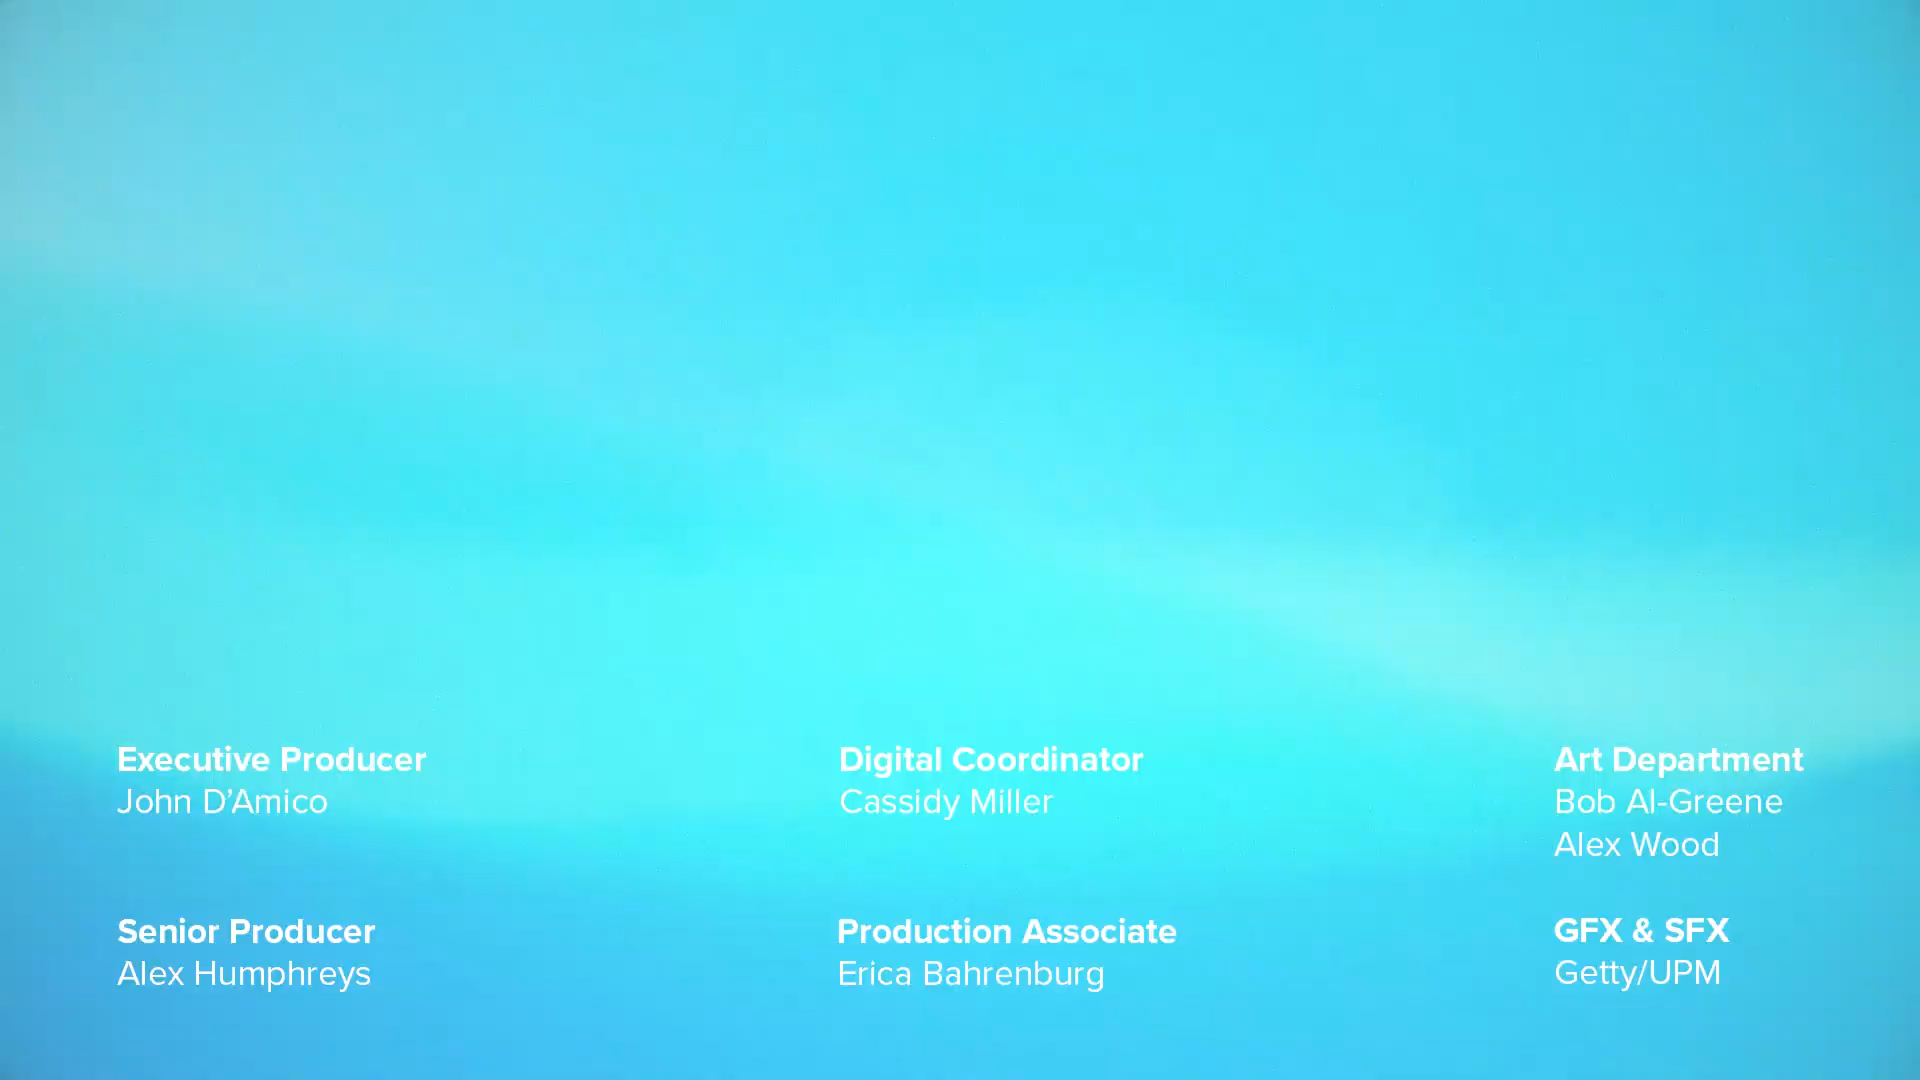 Executive Producer
John D’Amico
Senior Producer
Alex Humphreys
Digital Coordinator
Cassidy Miller
Production Associate
Erica Bahrenburg
Art Department
Bob Al-Greene
Alex Wood
GFX & SFX
Getty/UPM